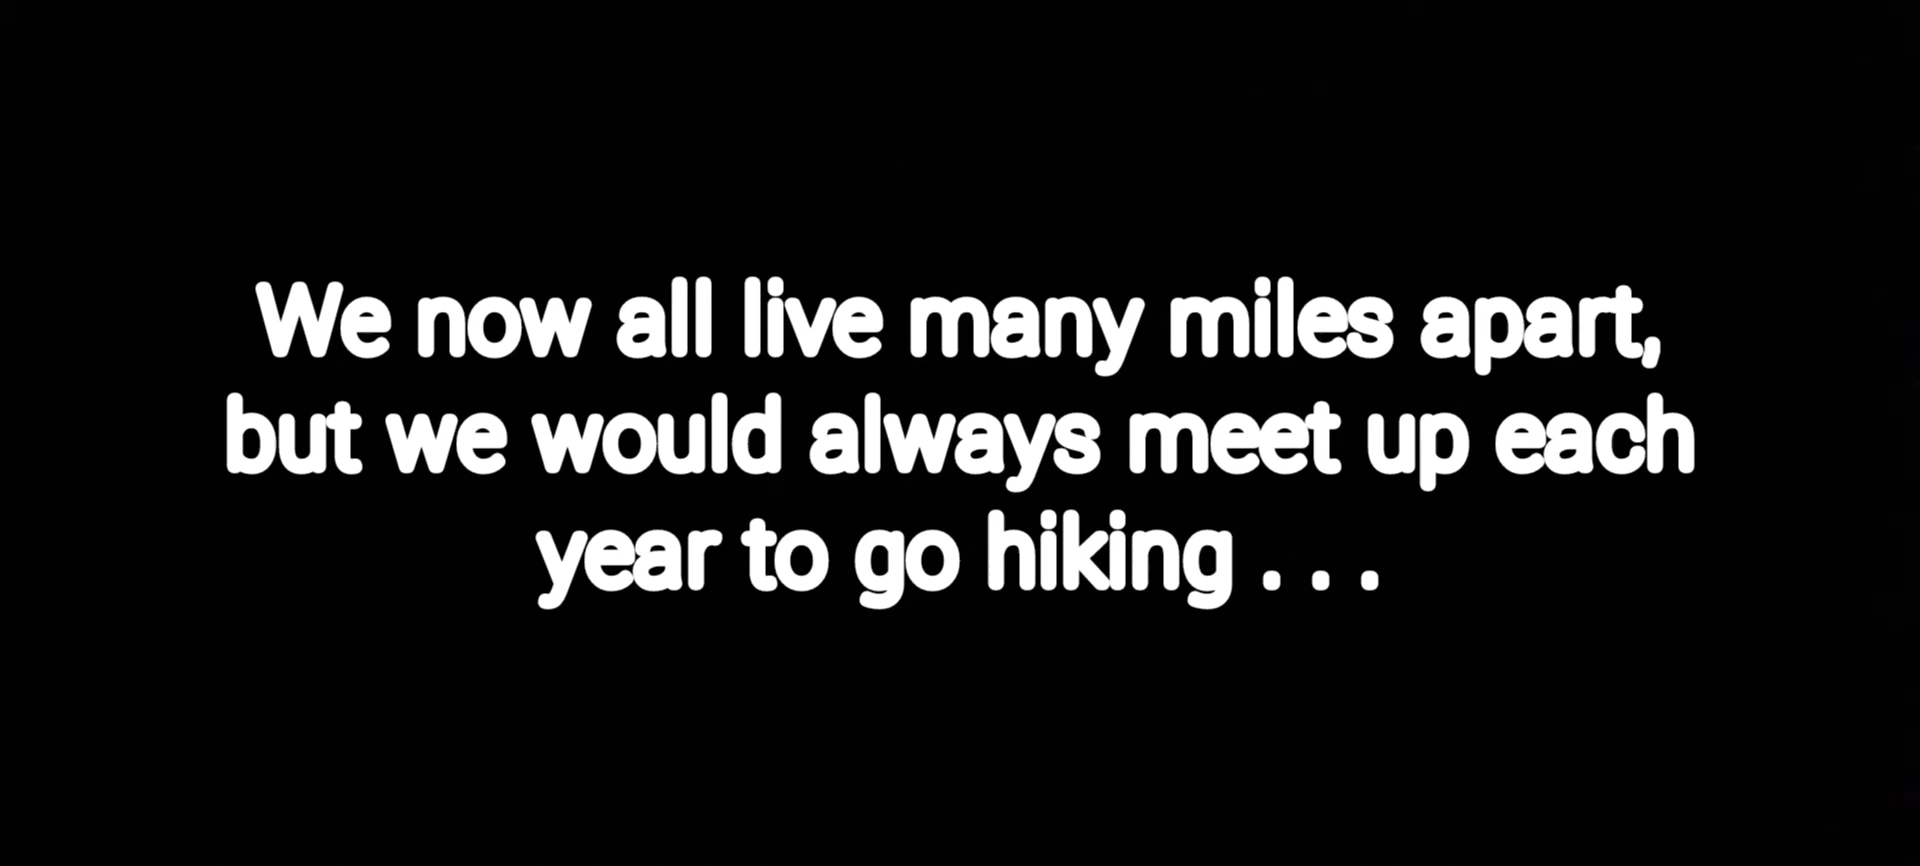 We now all live many miles apart,
but we would always meet up each
year to go hiking . . .